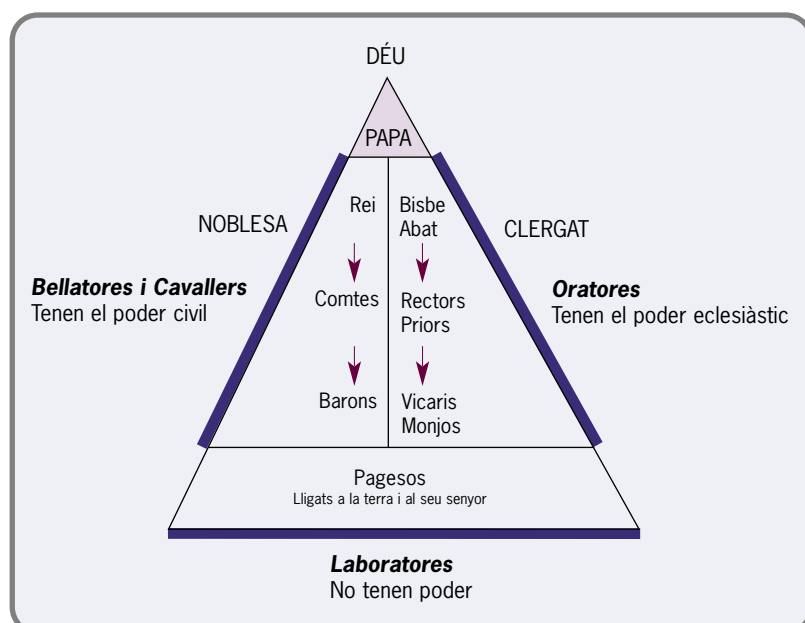 DÉU
PAPA
NOBLESA
Bellatores i Cavallers
Tenen el poder civil
Rei
Comtes
Barons
Bisbe
Abat
Rectors
Priors
Vicaris
Monjos
CLERGAT
Oratores
Tenen el poder eclesiàstic
Pagesos
Lligats a la terra i al seu senyor
Laboratores
No tenen poder